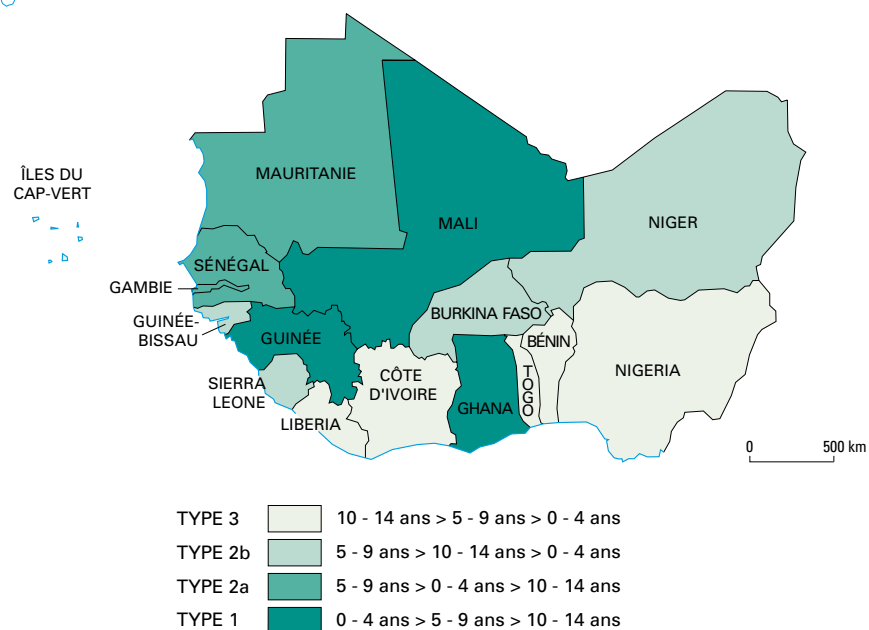 MAURITANIE
ÎLES DU
CAP-VERT
MALI
NIGER
SÉNÉGAL
GAMBIE
GUINÉE-
BISSAU
BURKINA FASO
GUINÉE
BÉNIN
SIERRA
LEONE
CÔTE
D'IVOIRE
TOGO
NIGERIA
GHANA
LIBERIA
0 500 km
TYPE 3 10 - 14 ans > 5 - 9 ans > 0 - 4 ans
TYPE 2b 5 - 9 ans > 10 - 14 ans > 0 - 4 ans
TYPE 2a 5 - 9 ans > 0 - 4 ans > 10 - 14 ans
TYPE 1 0 - 4 ans > 5 - 9 ans > 10 - 14 ans